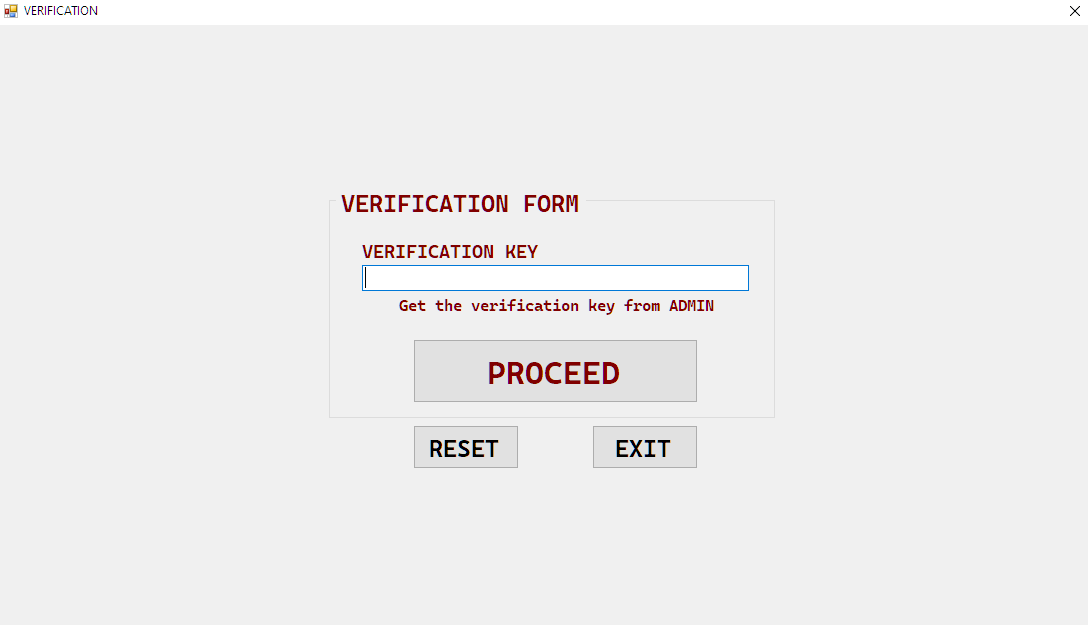 VERIFICATION
VERIFICATION FORM
VERIFICATION KEY
Get the verification key from ADMIN
PROCEED
RESET
EXIT